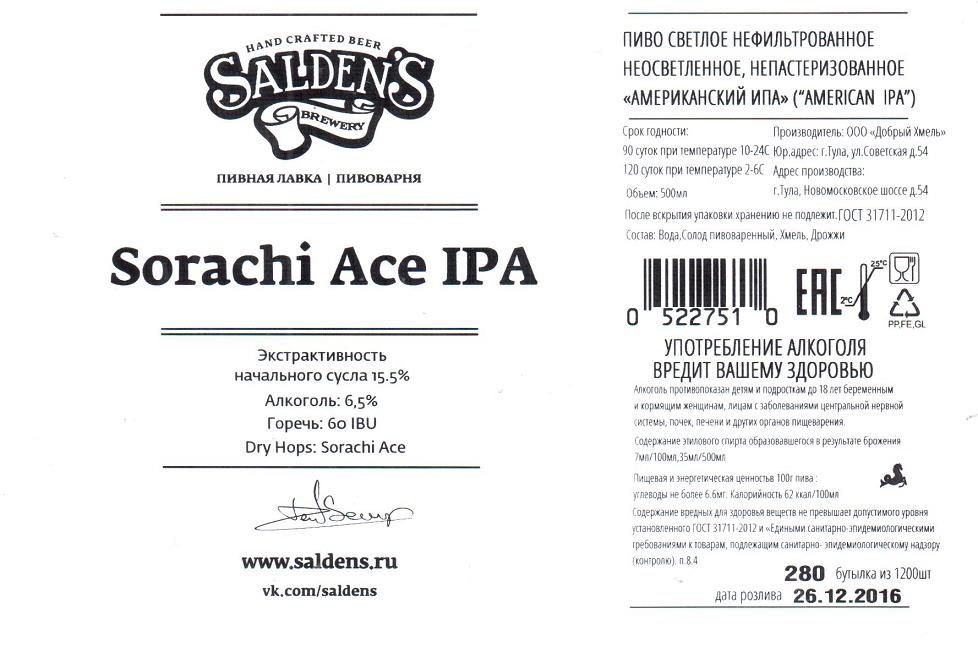 HAND CRAFTED BEER
SALDEN'S
BREWERY
ПИВНАЯ ЛАВКА | ПИВОВАРНЯ
Sorachi Ace IPA
Экстрактивность
начального сусла 15.5%
Алкоголь: 6,5%
Горечь: 60 IBU
Dry Hops: Sorachi Ace
www.saldens.ru
vk.com/saldens
ПИВО СВЕТЛОЕ НЕФИЛЬТРОВАННОЕ
НЕОСВЕТЛЕННОЕ, НЕПАСТЕРИЗОВАННОЕ
«АМЕРИКАНСКИЙ ИПА» (“AMERICAN IPA”)
Срок годности:
90 суток при температуре 10-24С
120 суток при температуре 2-6С
Объем: 500мл
Производитель: ООО «Добрый Хмель»
Юр.адрес: г.Тула, ул.Советская д.54
Адрес производства:
г.Тула, Новомосковское шоссе д.54
После вскрытия упаковки хранению не подлежит. ГОСТ 31711-2012
Состав: Вода,Солод пивоваренный, Хмель, Дрожжи
0 522751 0
EAC
25°C
2°C
PP,FE,GL
УПОТРЕБЛЕНИЕ АЛКОГОЛЯ
ВРЕДИТ ВАШЕМУ ЗДОРОВЬЮ
Алкоголь противопоказан детям и подросткам до 18 лет беременным
и кормящим женщинам, лицам с заболеваниями центральной нервной
системы, почек, печени и других органов пищеварения.
Содержание этилового спирта образовавшегося в результате брожения
7мл/100мл,35мл/500мл
Пищевая и энергетическая ценностьв 100г пива :
углеводы не более 6.6мг. Калорийность 62 ккал/100мл
Содержание вредных для здоровья веществ не превышает допустимого уровня
установленного ГОСТ 31711-2012 и «Едиными санитарно-эпидемиологическими
требованиями к товарам, подлежащим санитарно- эпидемиологическому надзору
(контролю). п.8.4
280 бутылка из 1200шт
дата розлива 26.12.2016